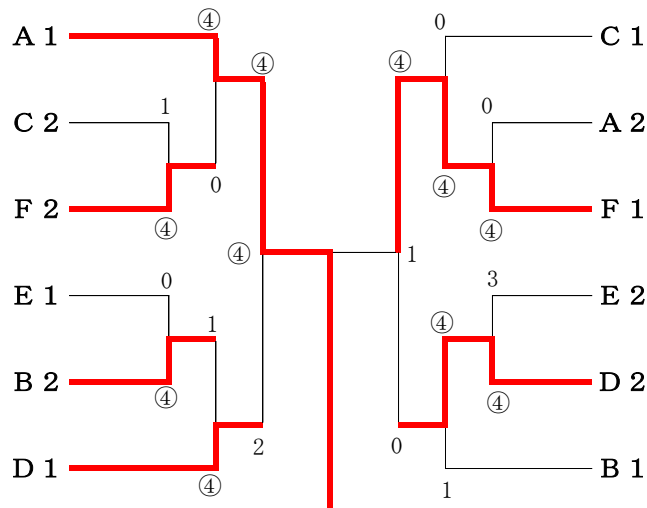 ④ 0
A 1 C 1
④ ④
1 0
C 2 A 2
0 ④
F 2 F 1
④ ④
④ 1
0 3
E 1 E 2
1 ④
B 2 D 2
④ ④
2 0
D 1 B 1
④ 1